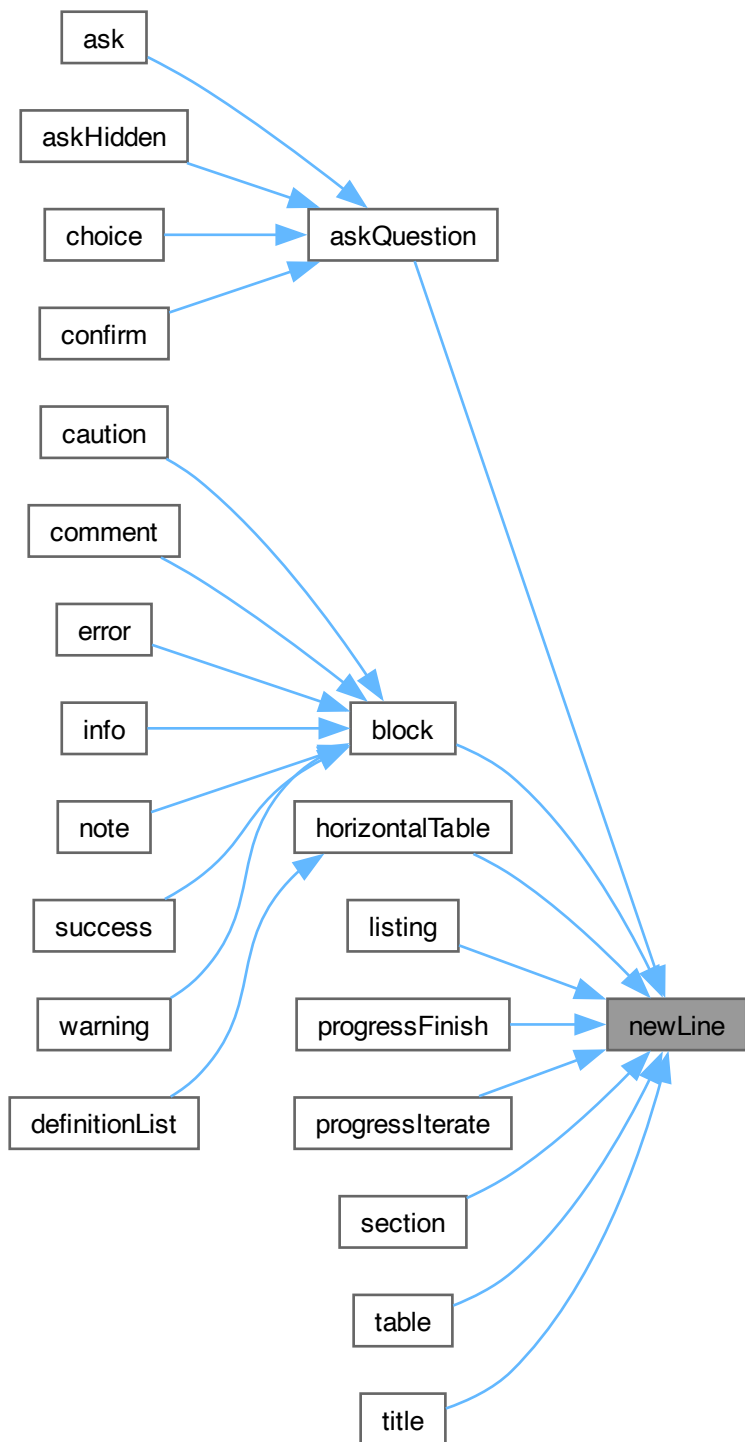 ask
askHidden
choice
askQuestion
confirm
caution
comment
error
info
block
note
horizontalTable
success
listing
warning
progressFinish
newLine
definitionList
progressIterate
section
table
title